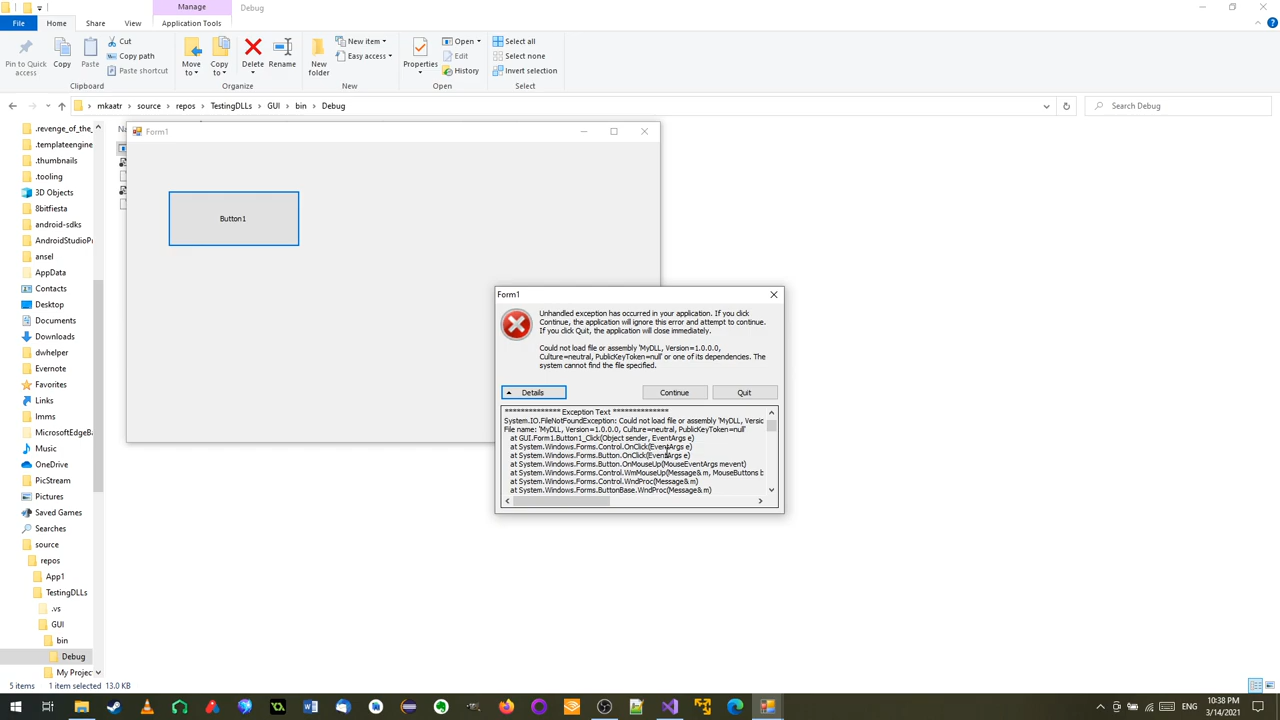 Manage
Debug
File
Home
Share
View
Application Tools
Pin to Quick
access
Copy
Paste
Cut
Copy path
Paste shortcut
Clipboard
Move
to
Copy
to
Delete
Rename
Organize
New
folder
New item
Easy access
New
Properties
Open
Edit
History
Open
Select all
Select none
Invert selection
Select
mkaatr > source > repos > TestingDLLs > GUI > bin > Debug
Search Debug
.revenge_of_the_
.templateengine
.thumbnails
.tooling
3D Objects
8bitfiesta
android-sdks
AndroidStudioPr
ansel
AppData
Contacts
Desktop
Documents
Downloads
dwhelper
Evernote
Favorites
Links
lmms
MicrosoftEdgeBa
Music
OneDrive
PicStream
Pictures
Saved Games
Searches
source
repos
App1
TestingDLLs
.vs
GUI
bin
Debug
My Projec
Form1
Button1
Form1
Unhandled exception has occurred in your application. If you click
Continue, the application will ignore this error and attempt to continue.
If you click Quit, the application will close immediately.
Could not load file or assembly 'MyDLL, Version=1.0.0.0,
Culture=neutral, PublicKeyToken=null' or one of its dependencies. The
system cannot find the file specified.
Details
Continue
Quit
************** Exception Text **************
System.IO.FileNotFoundException: Could not load file or assembly 'MyDLL, Versic
File name: 'MyDLL, Version=1.0.0.0, Culture=neutral, PublicKeyToken=null'
at GUI.Form1.Button1_Click(Object sender, EventArgs e)
at System.Windows.Forms.Control.OnClick(EventArgs e)
at System.Windows.Forms.Button.OnClick(EventArgs e)
at System.Windows.Forms.Button.OnMouseUp(MouseEventArgs mevent)
at System.Windows.Forms.Control.WmMouseUp(Message& m, MouseButtons b
at System.Windows.Forms.Control.WndProc(Message& m)
at System.Windows.Forms.ButtonBase.WndProc(Message& m)
5 items
1 item selected 13.0 KB
10:38 PM
3/14/2021